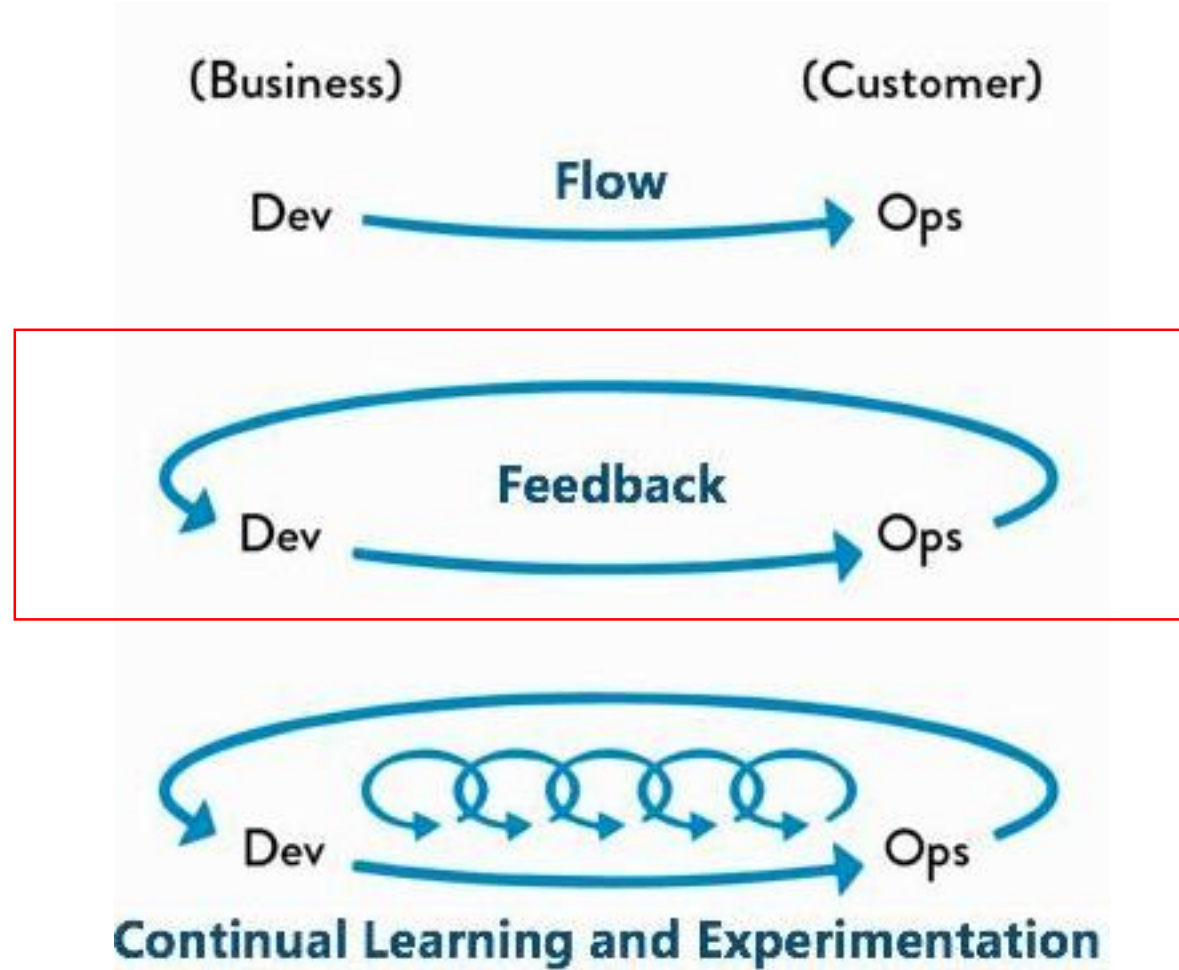 (Business) (Customer)
Flow
Dev Ops
Feedback
Dev Ops
Dev Ops
Continual Learning and Experimentation